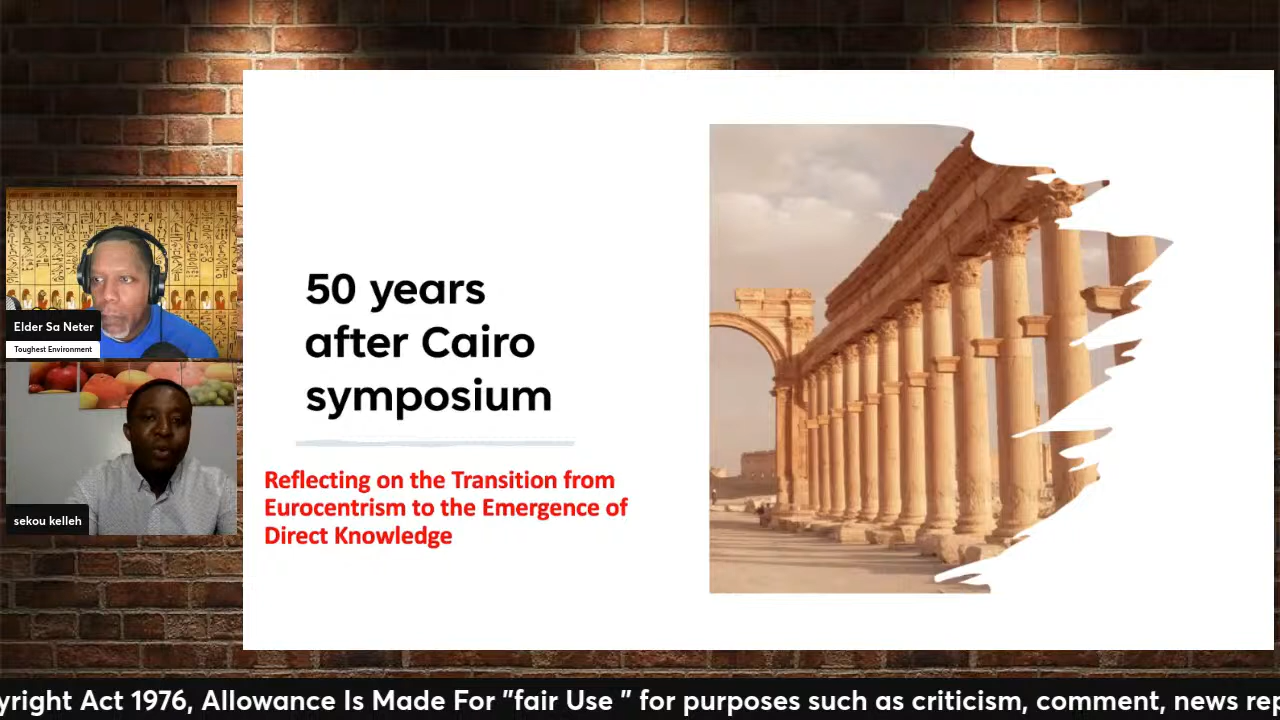 Elder Sa Neter
Toughest Environment
sekou kelleh
50 years
after Cairo
symposium
Reflecting on the Transition from
Eurocentrism to the Emergence of
Direct Knowledge
yright Act 1976, Allowance Is Made For "fair Use " for purposes such as criticism, comment, news rep